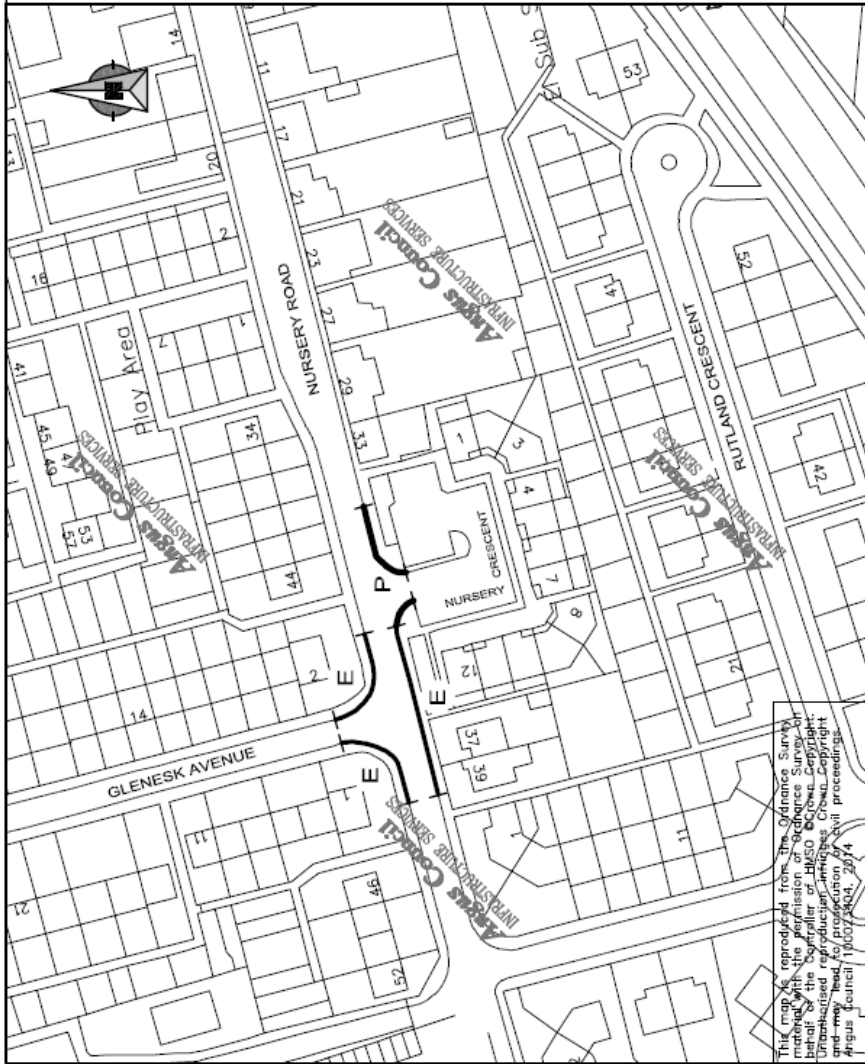 14
13
20
11
17
Sub S
53
16
2
21
Play Area
7
1
23
NURSERY ROAD
27
41
45
49
4
57
53
34
29
33
Angus Council
INFRASTRUCTURE SERVICES
Angus Council
INFRASTRUCTURE SERVICES
44
1
3
4
41
52
RUTLAND CRESCENT
P
NURSERY
CRESCENT
7
8
42
Angus Council
INFRASTRUCTURE SERVICES
14
2
E
E
12
21
GLENESK AVENUE
E
37
39
11
1
21
46
52
Angus Council
INFRASTRUCTURE SERVICES
1
11
This map is reproduced from the Ordnance Survey
material with the permission of Ordnance Survey on
behalf of the Controller of HMSO © Crown Copyright.
Unauthorised reproduction infringes Crown Copyright
and may lead to prosecution or civil proceedings.
Angus Council 100023404. 2014